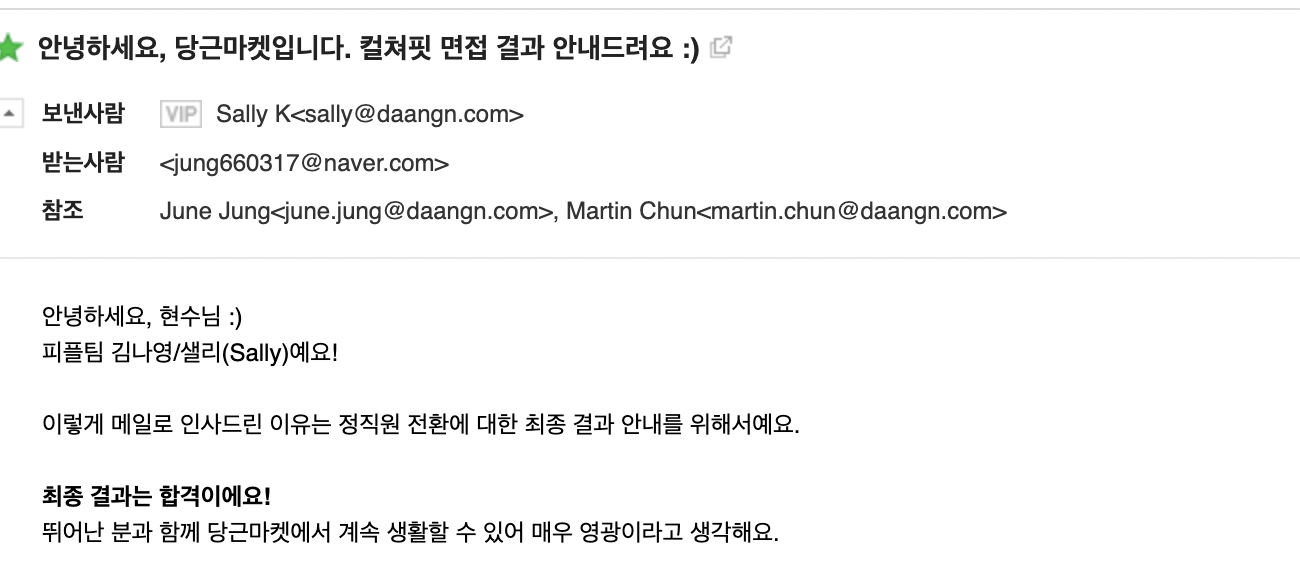 안녕하세요, 당근마켓입니다. 컬쳐핏 면접 결과 안내드려요 :)
보낸사람 VIP Sally K<sally@daangn.com>
받는사람 <jung660317@naver.com>
참조 June Jung<june.jung@daangn.com>, Martin Chun<martin.chun@daangn.com>
안녕하세요, 현수님 :)
피플팀 김나영/샐리(Sally)예요!
이렇게 메일로 인사드린 이유는 정직원 전환에 대한 최종 결과 안내를 위해서예요.
최종 결과는 합격이에요!
뛰어난 분과 함께 당근마켓에서 계속 생활할 수 있어 매우 영광이라고 생각해요.